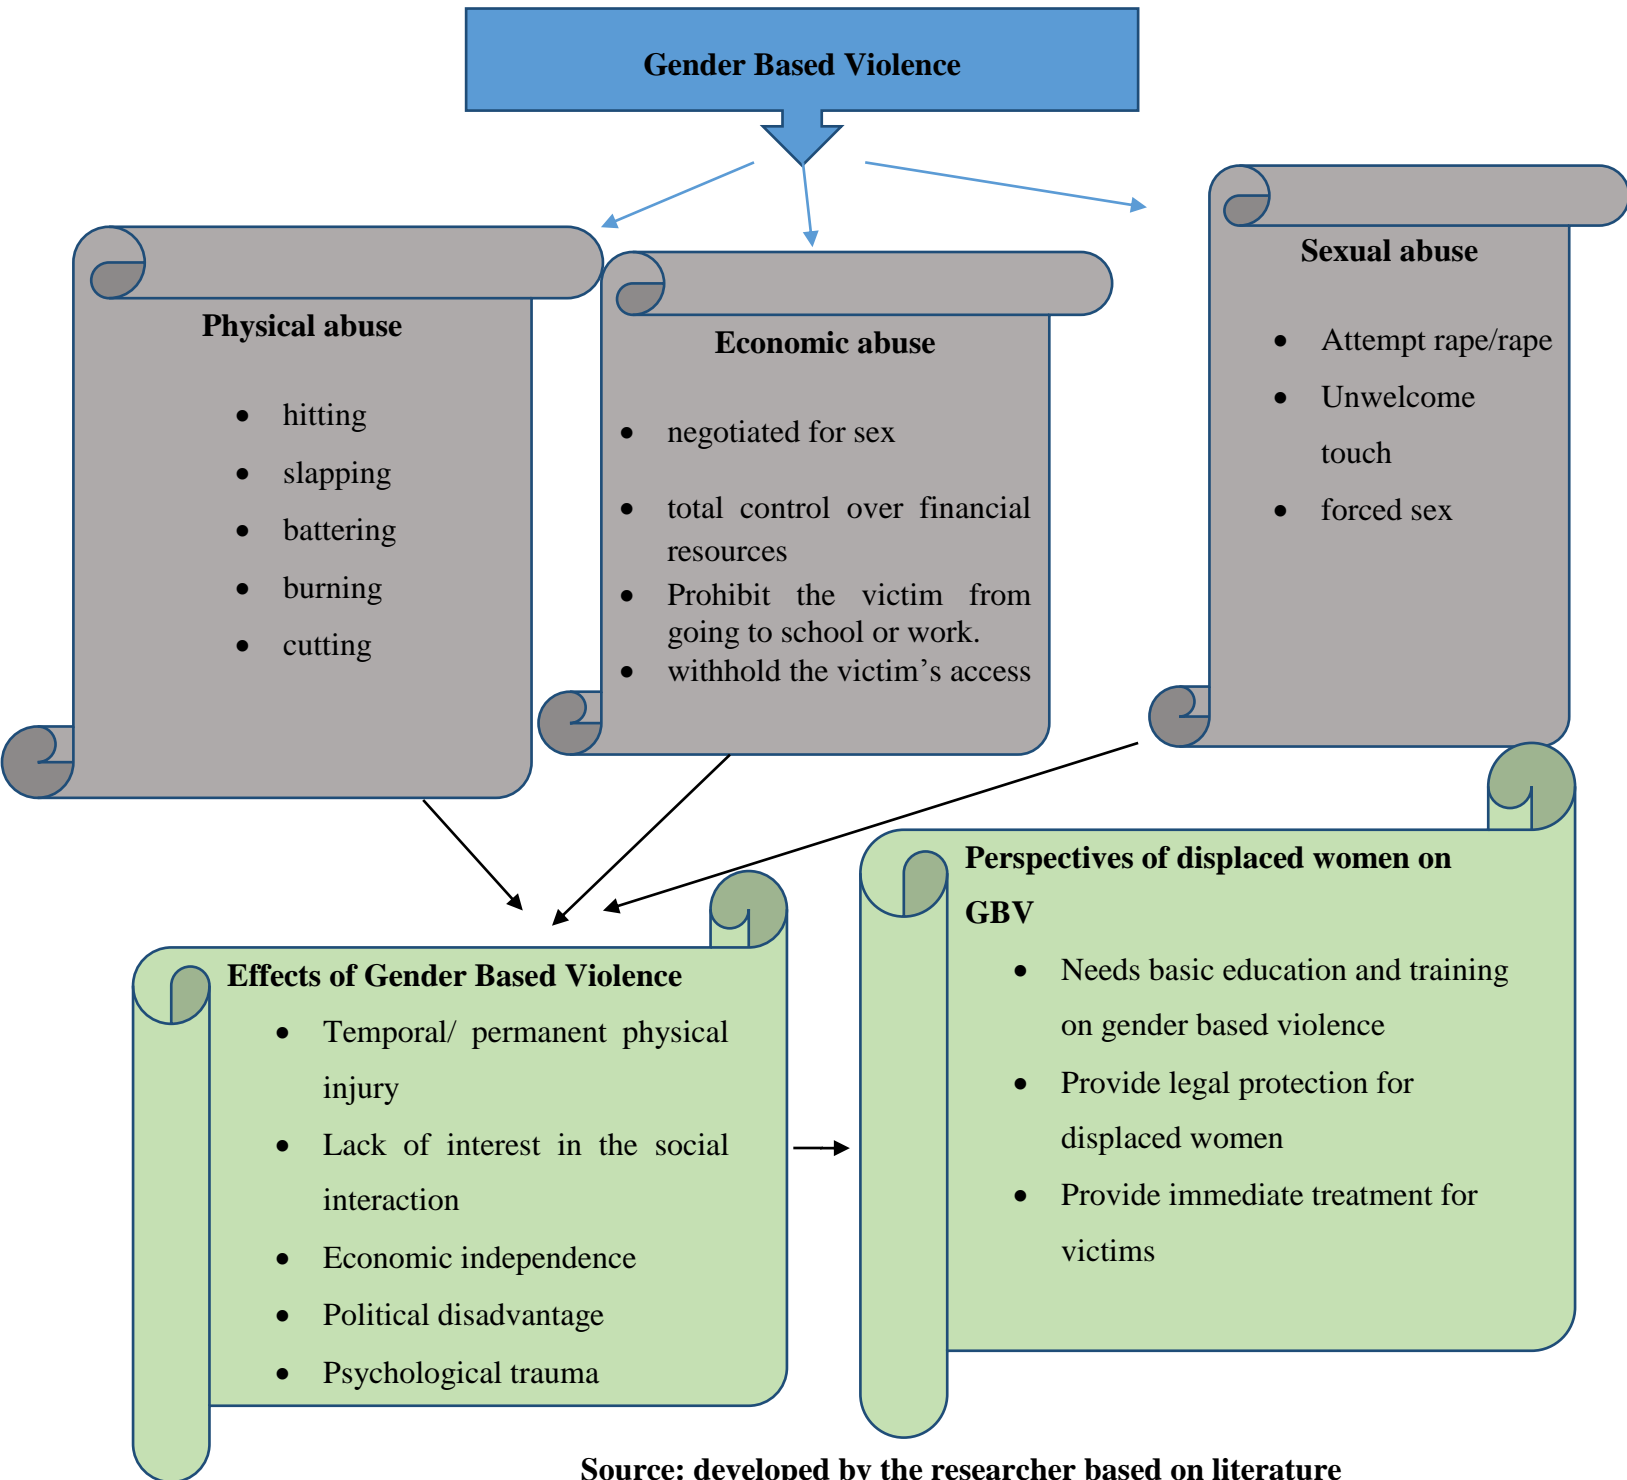 Gender Based Violence
Physical abuse
• hitting
• slapping
• battering
• burning
• cutting
Economic abuse
• negotiated for sex
• total control over financial
resources
• Prohibit the victim from
going to school or work.
• withhold the victim’s access
Sexual abuse
• Attempt rape/rape
• Unwelcome
touch
• forced sex
Effects of Gender Based Violence
• Temporal/ permanent physical
injury
• Lack of interest in the social
interaction
• Economic independence
• Political disadvantage
• Psychological trauma
Perspectives of displaced women on
GBV
• Needs basic education and training
on gender based violence
• Provide legal protection for
displaced women
• Provide immediate treatment for
victims
Source: developed by the researcher based on literature